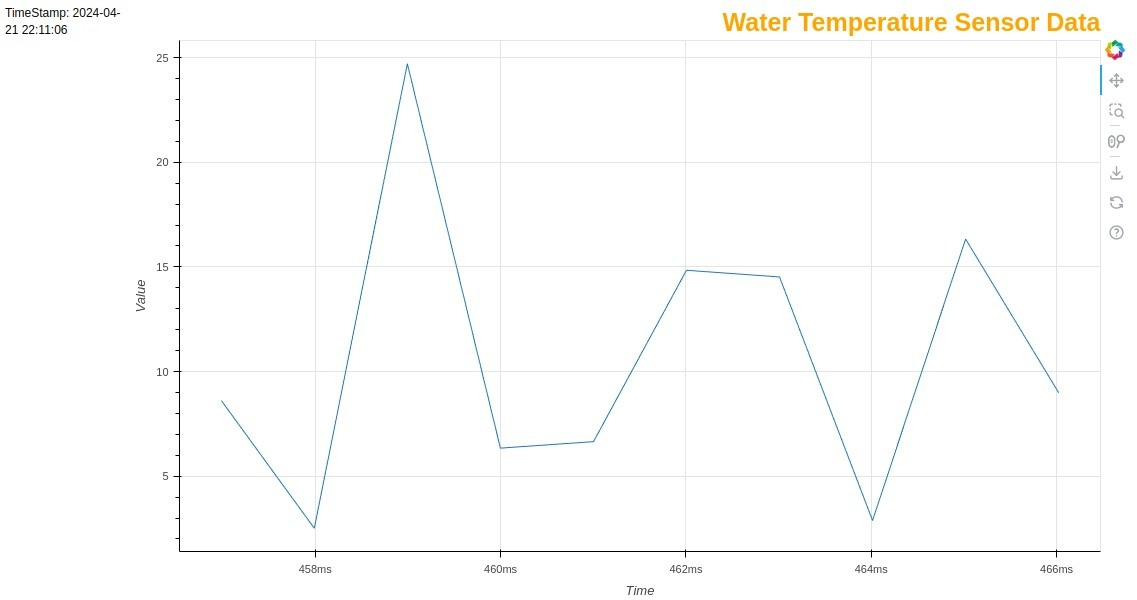 TimeStamp: 2024-04-
21 22:11:06
Water Temperature Sensor Data
25
20
15
10
5
Value
458ms
460ms
462ms
464ms
466ms
Time